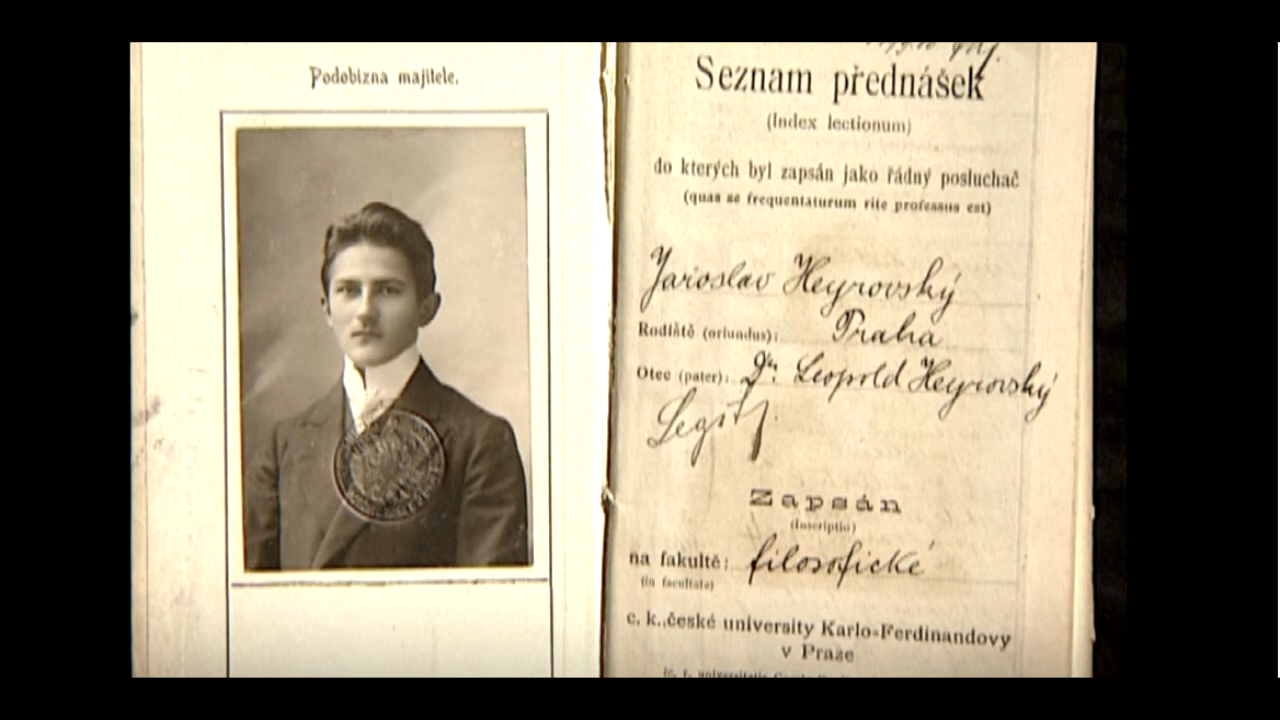 Podobizna majitele.
Seznam přednášek
(Index lectionum)
do kterých byl zapsán jako řádný posluchač
(quas se frequentaturum rite professus est)
Jaroslav Heyrovský
Rodiště (oriundus): Praha
Otec (pater): Dr. Leopold Heyrovský
Zapsán
(Inscriptio)
na fakultě: filosofické
(in facultate)
c. k. české university Karlo-Ferdinandovy
v Praze